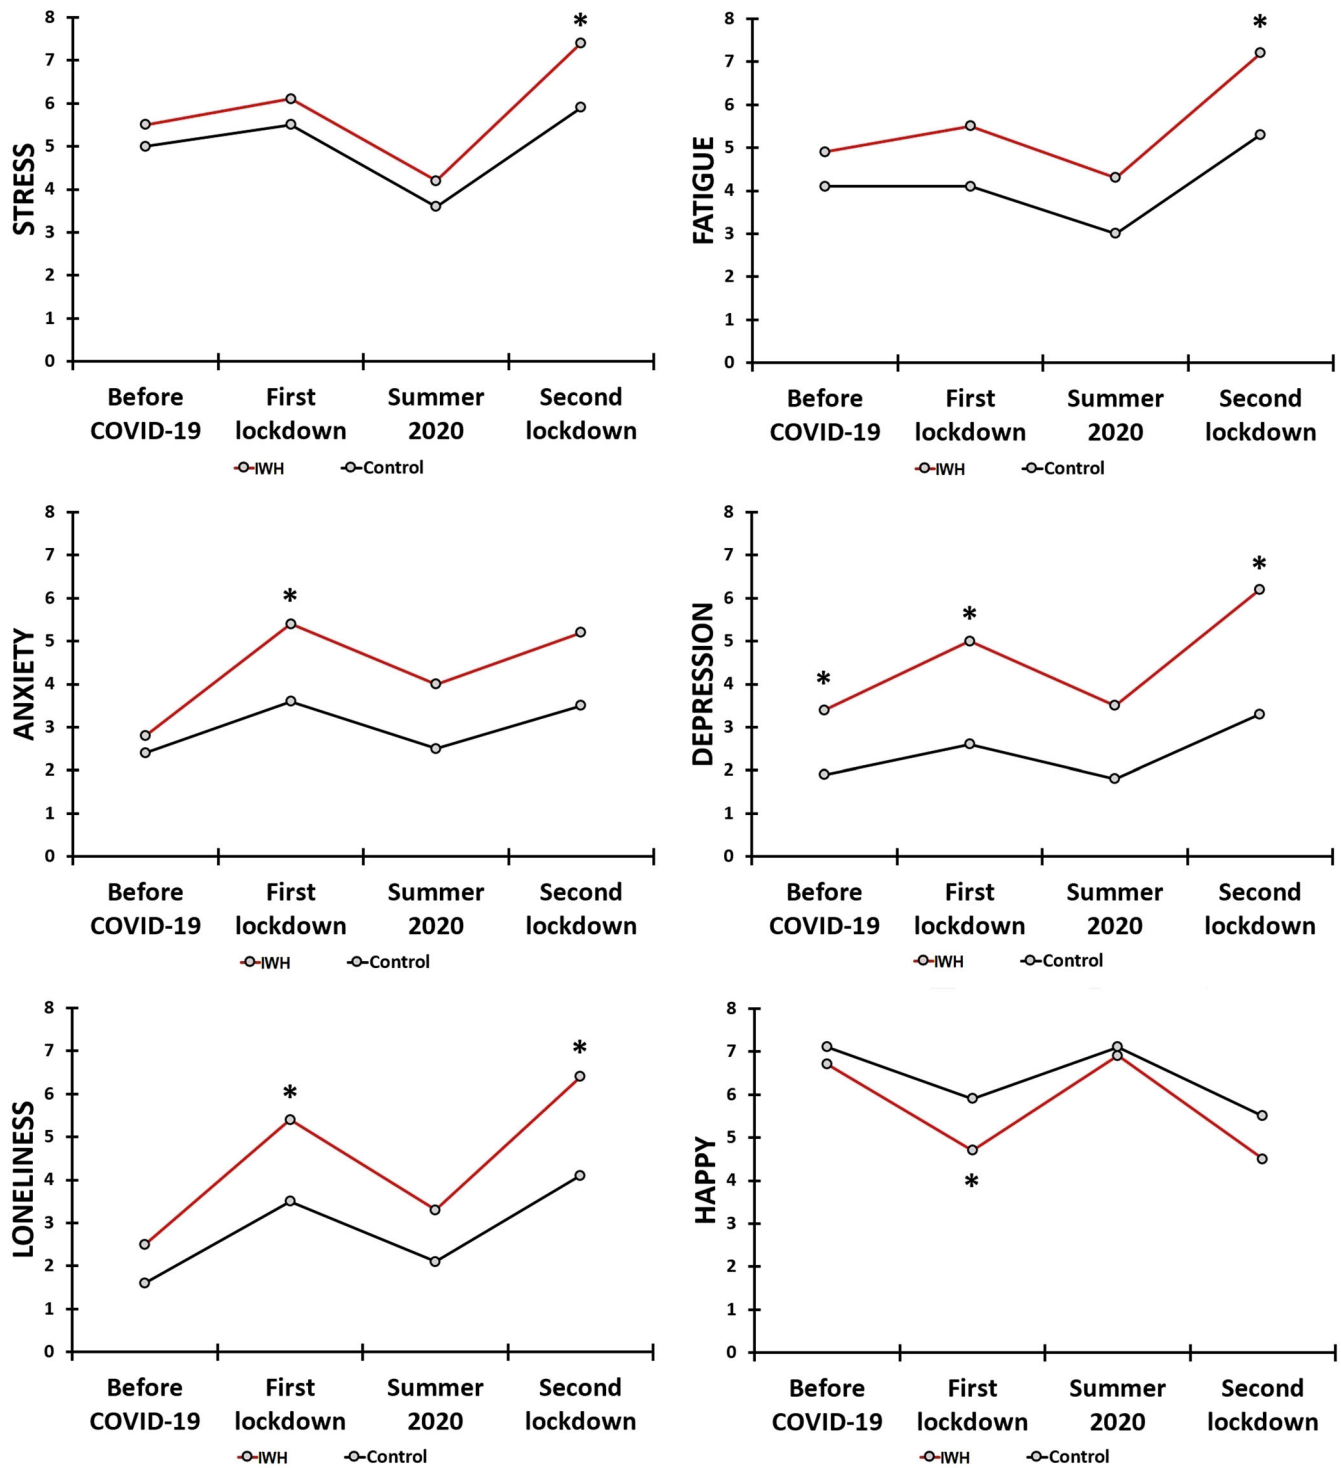 STRESS
8
7
6
5
4
3
2
1
0
*
Before COVID-19
First lockdown
Summer 2020
Second lockdown
IWH Control
FATIGUE
8
7
6
5
4
3
2
1
0
*
Before COVID-19
First lockdown
Summer 2020
Second lockdown
IWH Control
ANXIETY
8
7
6
5
4
3
2
1
0
*
Before COVID-19
First lockdown
Summer 2020
Second lockdown
IWH Control
DEPRESSION
8
7
6
5
4
3
2
1
0
*
*
*
Before COVID-19
First lockdown
Summer 2020
Second lockdown
IWH Control
LONELINESS
8
7
6
5
4
3
2
1
0
*
*
Before COVID-19
First lockdown
Summer 2020
Second lockdown
IWH Control
HAPPY
8
7
6
5
4
3
2
1
0
*
Before COVID-19
First lockdown
Summer 2020
Second lockdown
IWH Control